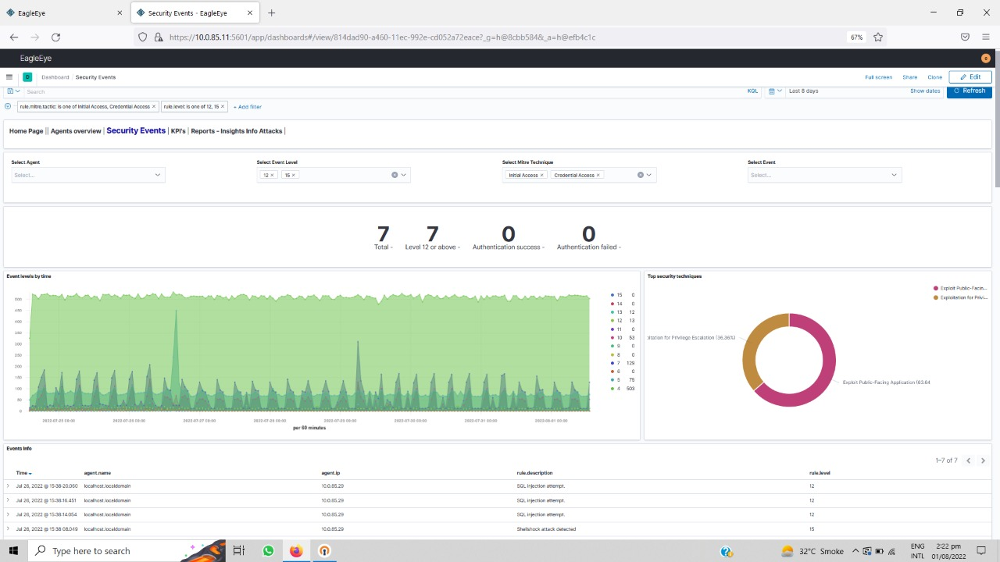 EagleEye
Security Events - EagleEye
https://10.0.85.11:5601/app/dashboards#/view/814dad90-a460-11ec-992e-cd052a72eace?_g=h@8cbb584&_a=h@efb4c1c
67%
EagleEye
e
D Dashboard / Security Events
Full screen Share Clone Edit
Search KQL Last 8 days Show dates Refresh
rule.mitre.tactic: is one of Initial Access, Credential Access × rule.level: is one of 12, 15 × + Add filter
Home Page || Agents overview | Security Events | KPI's | Reports - Insights Info Attacks |
Select Agent Select Event Level Select Mitre Technique Select Event
Select... 12 × 15 × Initial Access × Credential Access × Select...
7 7 0 0
Total - Level 12 or above - Authentication success - Authentication failed -
Event levels by time
500
450
400
350
300
250
200
150
100
50
0
2022-07-25 00:00 2022-07-26 00:00 2022-07-27 00:00 2022-07-28 00:00 2022-07-29 00:00 2022-07-30 00:00 2022-07-31 00:00 2022-08-01 00:00
per 60 minutes
15 0
14 0
13 12
12 13
11 0
10 53
9 0
8 0
7 129
6 0
5 75
4 503
Top security techniques
Exploit Public-Facin...
Exploitation for Privi...
oitation for Privilege Escalation (36.36%)
Exploit Public-Facing Application (63.64
Events Info
1–7 of 7
Time agent.name agent.ip rule.description rule.level
Jul 26, 2022 @ 15:38:20.060 localhost.localdomain 10.0.85.29 SQL injection attempt. 12
Jul 26, 2022 @ 15:38:16.451 localhost.localdomain 10.0.85.29 SQL injection attempt. 12
Jul 26, 2022 @ 15:38:14.054 localhost.localdomain 10.0.85.29 SQL injection attempt. 12
Jul 26, 2022 @ 15:38:08.049 localhost.localdomain 10.0.85.29 Shellshock attack detected 15
Type here to search
32°C Smoke
ENG
INTL
2:22 pm
01/08/2022